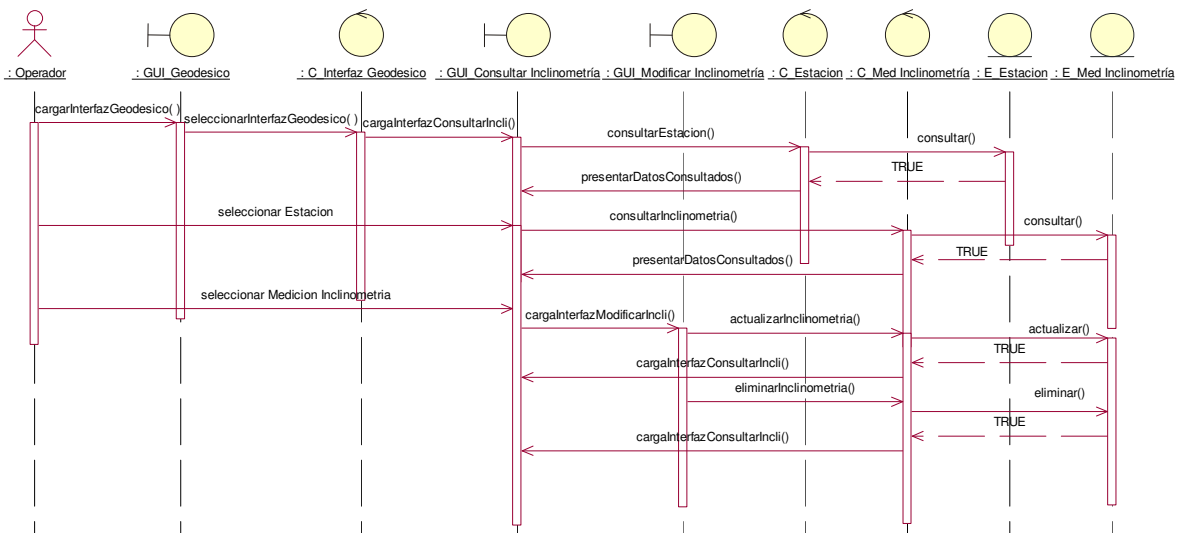 : Operador
: GUI_Geodesico
: C_Interfaz Geodesico
: GUI_Consultar Inclinometría
: GUI_Modificar Inclinometría
: C_Estacion
: C_Med Inclinometría
: E_Estacion
: E_Med Inclinometría
cargarInterfazGeodesico( )
seleccionarInterfazGeodesico( )
cargaInterfazConsultarIncli()
consultarEstacion()
consultar()
TRUE
presentarDatosConsultados()
seleccionar Estacion
consultarInclinometria()
consultar()
TRUE
presentarDatosConsultados()
seleccionar Medicion Inclinometria
cargaInterfazModificarIncli()
actualizarInclinometria()
actualizar()
TRUE
cargaInterfazConsultarIncli()
eliminarInclinometria()
eliminar()
TRUE
cargaInterfazConsultarIncli()